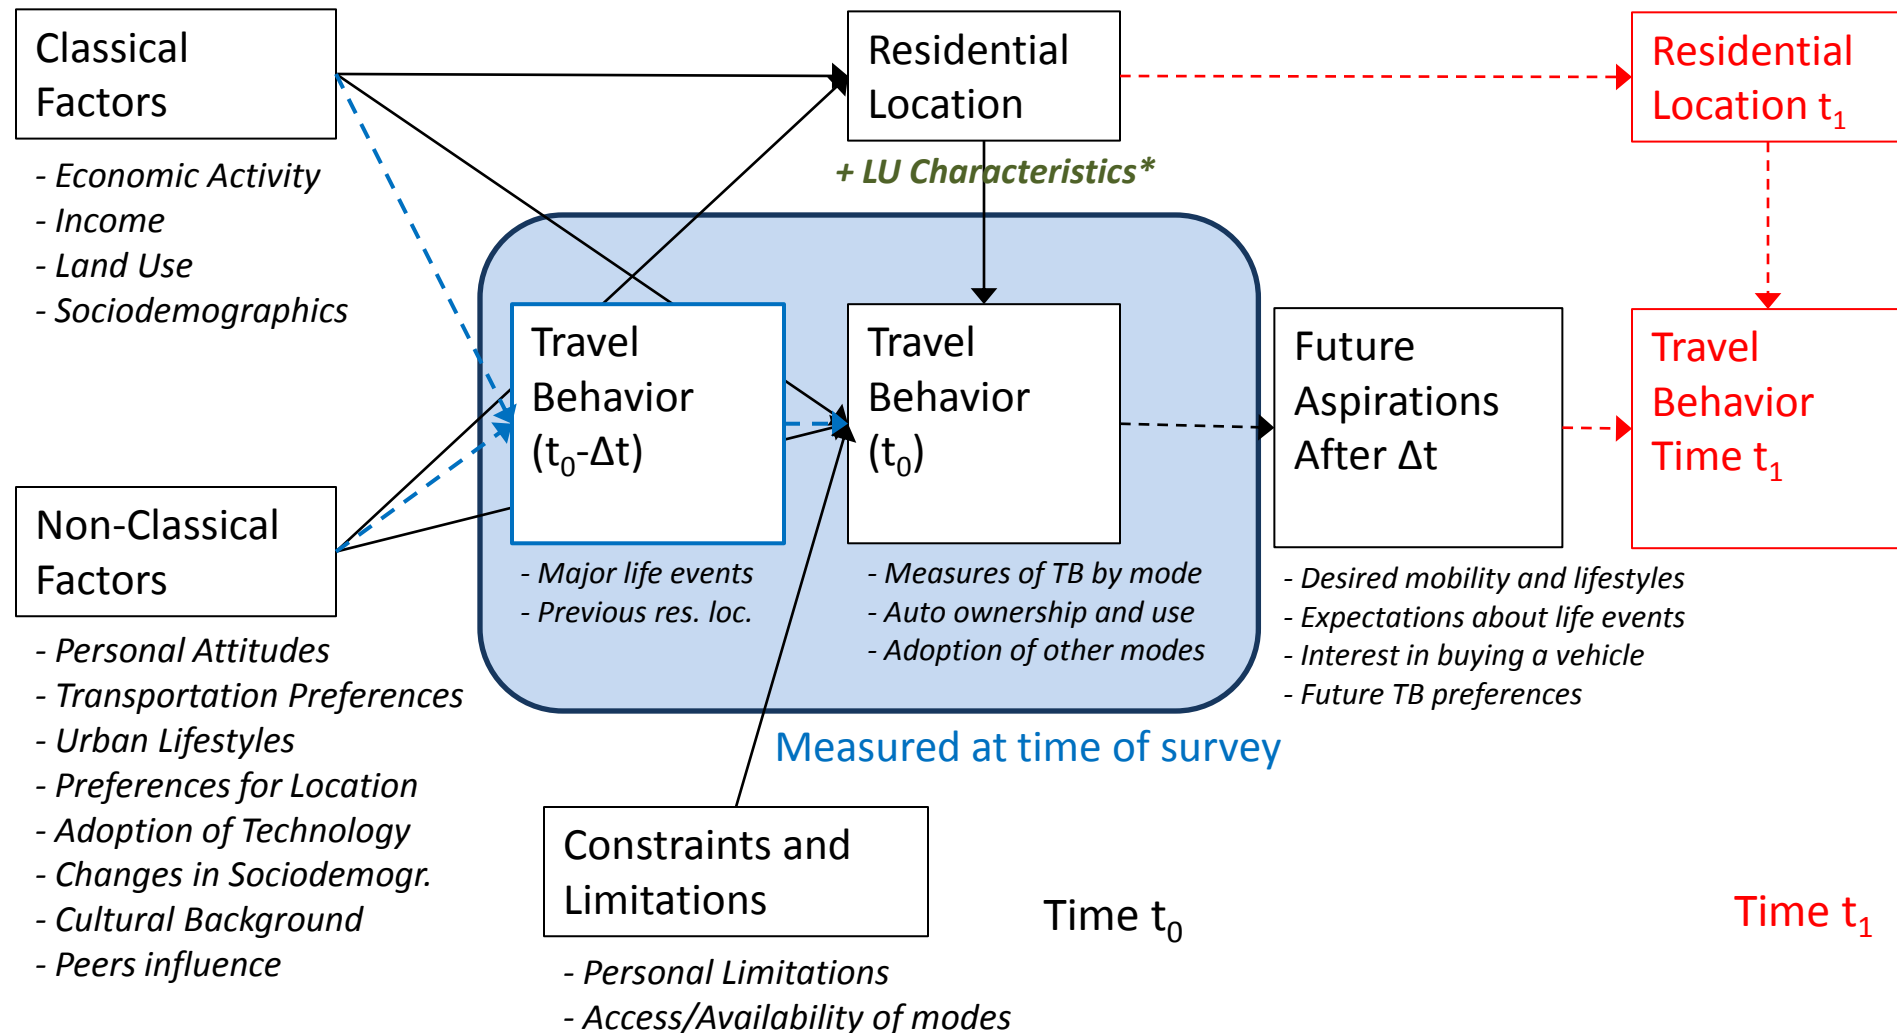 Classical
Factors
- Economic Activity
- Income
- Land Use
- Sociodemographics
Non-Classical
Factors
- Personal Attitudes
- Transportation Preferences
- Urban Lifestyles
- Preferences for Location
- Adoption of Technology
- Changes in Sociodemogr.
- Cultural Background
- Peers influence
Residential
Location
+ LU Characteristics*
Travel
Behavior
(t₀-Δt)
- Major life events
- Previous res. loc.
Travel
Behavior
(t₀)
- Measures of TB by mode
- Auto ownership and use
- Adoption of other modes
Measured at time of survey
Constraints and
Limitations
- Personal Limitations
- Access/Availability of modes
Future
Aspirations
After Δt
- Desired mobility and lifestyles
- Expectations about life events
- Interest in buying a vehicle
- Future TB preferences
Residential
Location t₁
Travel
Behavior
Time t₁
Time t₀
Time t₁